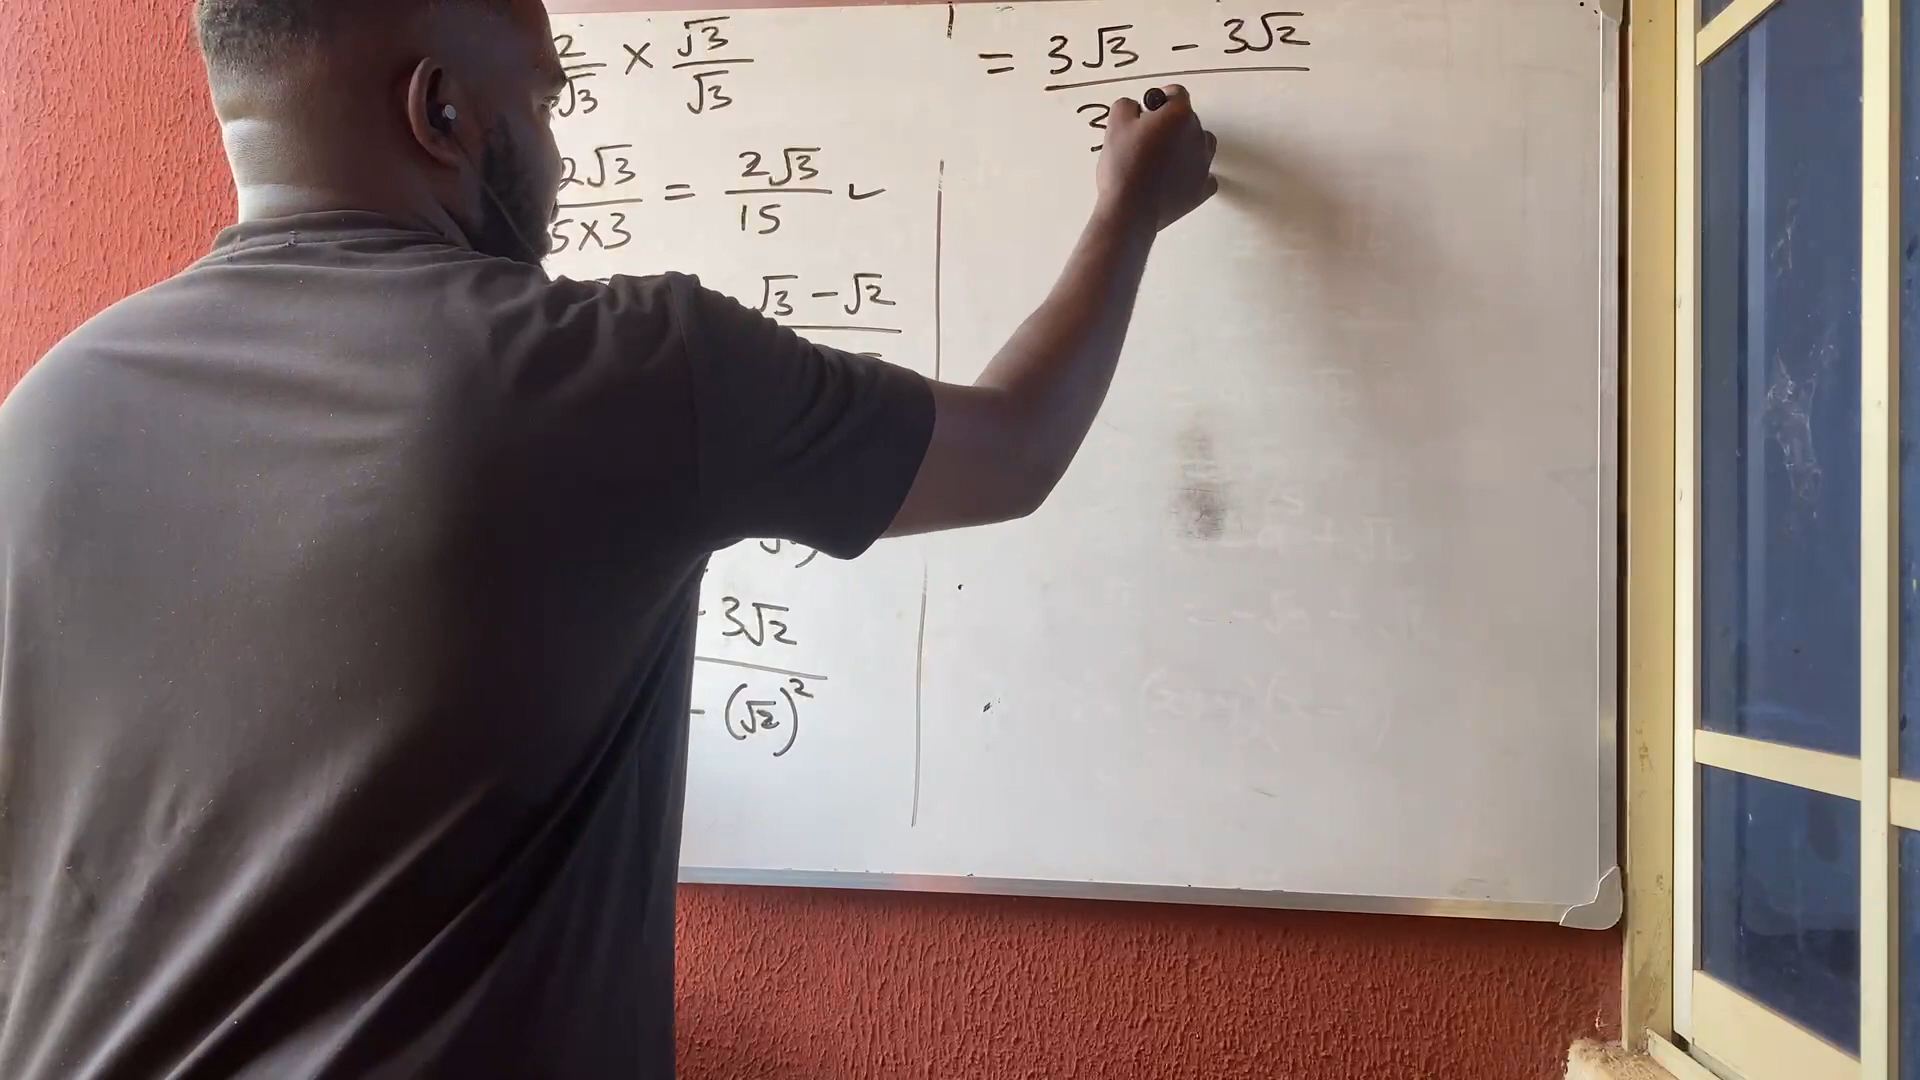 2/√3 × √3/√3
2√3/5×3 = 2√3/15 ✓
√3 - √2
- 3√2
- (√2)²
= 3√3 - 3√2
3